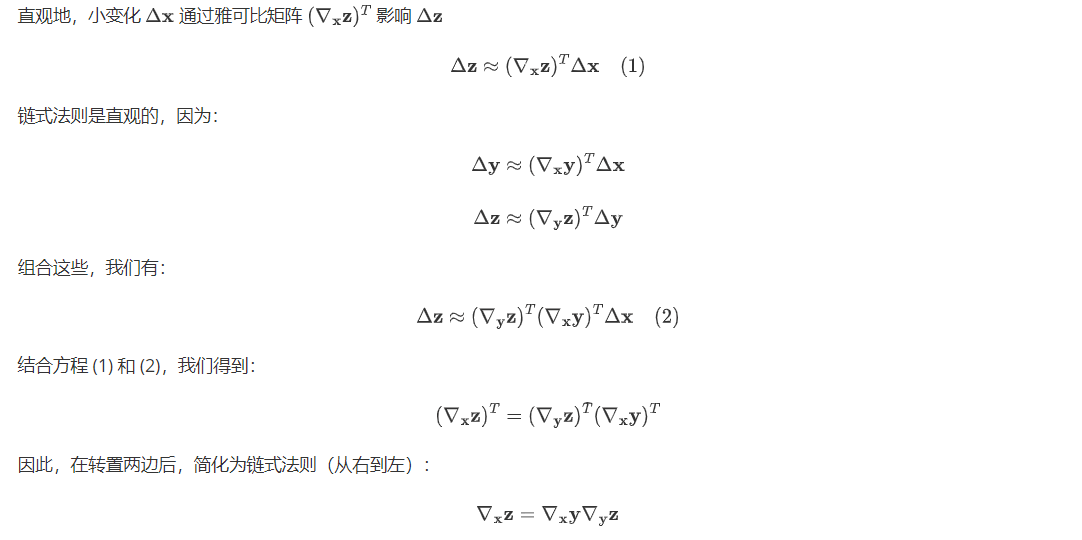 直观地，小变化 Δx 通过雅可比矩阵 (∇ₓz)ᵀ 影响 Δz
Δz ≈ (∇ₓz)ᵀΔx (1)
链式法则是直观的，因为：
Δy ≈ (∇ₓy)ᵀΔx
Δz ≈ (∇_y z)ᵀΔy
组合这些，我们有：
Δz ≈ (∇_y z)ᵀ(∇ₓy)ᵀΔx (2)
结合方程 (1) 和 (2)，我们得到：
(∇ₓz)ᵀ = (∇_y z)ᵀ(∇ₓy)ᵀ
因此，在转置两边后，简化为链式法则（从右到左）：
∇ₓz = ∇ₓy∇_y z